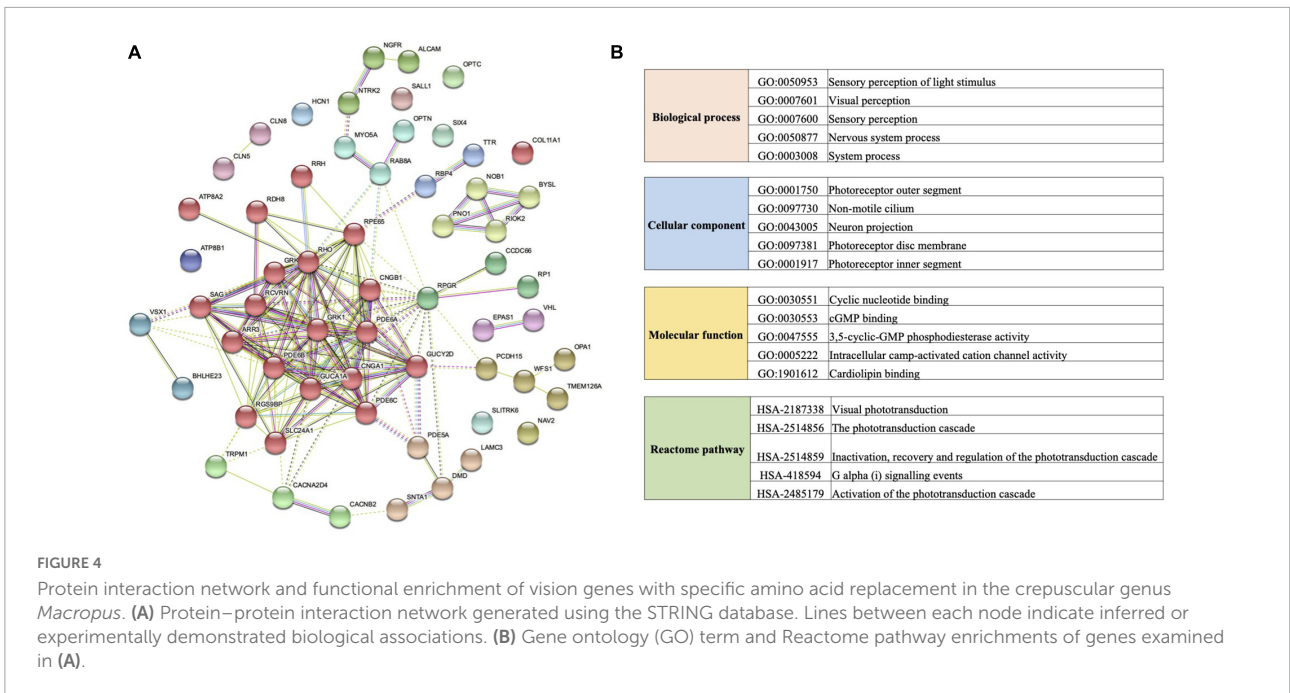 A
B
NGFR
ALCAM
OPTC
NTRK2
SALL1
HCN1
OPTN
SIX4
CLN8
MYO5A
TTR
COL11A1
CLN5
RAB8A
RRH
RBP4
NOB1
BYSL
ATP8A2
RDH8
RPE65
PNO1
RIOK2
ATP8B1
RHO
GRK
CNGB1
RPGR
CCDC66
RP1
SAG
RCVRN
VSX1
GRK1
PDE6A
EPAS1
VHL
ARR3
PDE6B
GUCY2D
PCDH15
OPA1
BHLHE23
GUCA1A
CNGA1
WFS1
TMEM126A
RGS9BP
PDE6C
SLITRK6
NAV2
SLC24A1
PDE5A
LAMC3
TRPM1
DMD
CACNA2D4
SNTA1
CACNB2
Biological process
GO:0050953 Sensory perception of light stimulus
GO:0007601 Visual perception
GO:0007600 Sensory perception
GO:0050877 Nervous system process
GO:0003008 System process
Cellular component
GO:0001750 Photoreceptor outer segment
GO:0097730 Non-motile cilium
GO:0043005 Neuron projection
GO:0097381 Photoreceptor disc membrane
GO:0001917 Photoreceptor inner segment
Molecular function
GO:0030551 Cyclic nucleotide binding
GO:0030553 cGMP binding
GO:0047555 3,5-cyclic-GMP phosphodiesterase activity
GO:0005222 Intracellular camp-activated cation channel activity
GO:1901612 Cardiolipin binding
Reactome pathway
HSA-2187338 Visual phototransduction
HSA-2514856 The phototransduction cascade
HSA-2514859 Inactivation, recovery and regulation of the phototransduction cascade
HSA-418594 G alpha (i) signalling events
HSA-2485179 Activation of the phototransduction cascade
FIGURE 4
Protein interaction network and functional enrichment of vision genes with specific amino acid replacement in the crepuscular genus
Macropus. (A) Protein–protein interaction network generated using the STRING database. Lines between each node indicate inferred or
experimentally demonstrated biological associations. (B) Gene ontology (GO) term and Reactome pathway enrichments of genes examined
in (A).